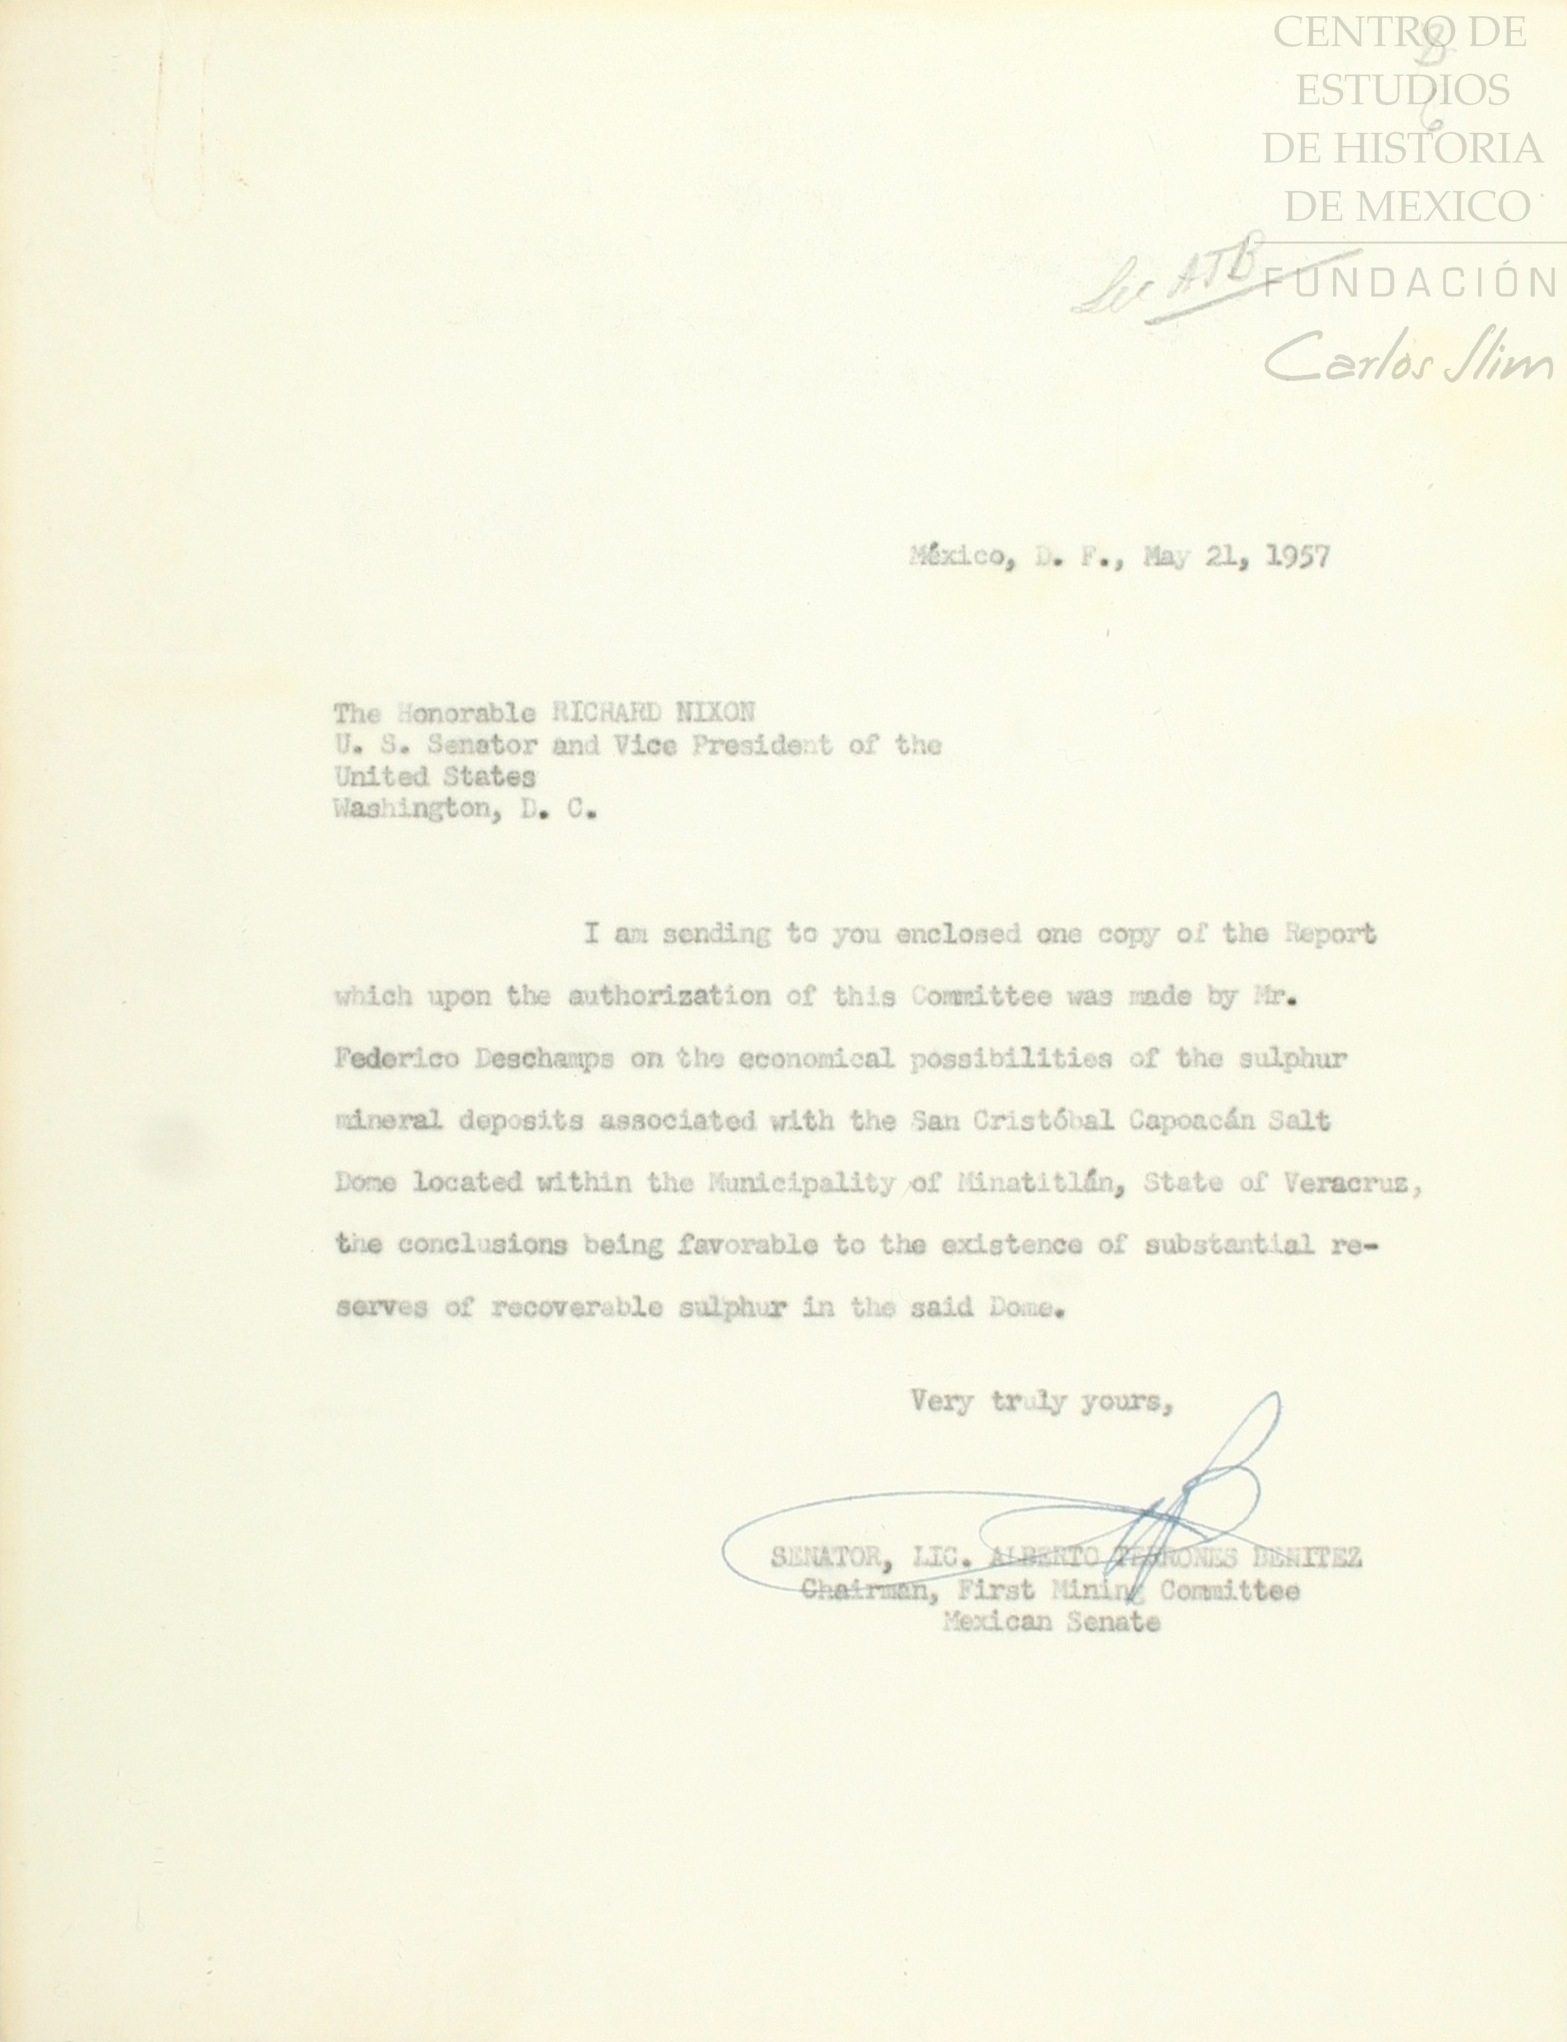 CENTRO DE
ESTUDIOS
DE HISTORIA
DE MEXICO
FUNDACIÓN
Carlos Slim
Lic ATB
México, D. F., May 21, 1957
The Honorable RICHARD NIXON
U. S. Senator and Vice President of the
United States
Washington, D. C.
I am sending to you enclosed one copy of the Report
which upon the authorization of this Committee was made by Mr.
Federico Deschamps on the economical possibilities of the sulphur
mineral deposits associated with the San Cristóbal Capoacán Salt
Dome located within the Municipality of Minatitlán, State of Veracruz,
the conclusions being favorable to the existence of substantial re-
serves of recoverable sulphur in the said Dome.
Very truly yours,
SENATOR, LIC. ALBERTO TERRONES BENITEZ
Chairman, First Mining Committee
Mexican Senate